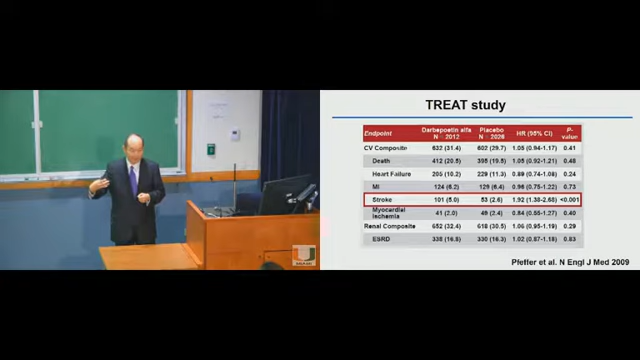 TREAT study
Endpoint Darbepoetin alfa N = 2012 Placebo N = 2026 HR (95% CI) P-value
CV Composite 632 (31.4) 602 (29.7) 1.05 (0.94-1.17) 0.41
Death 412 (20.5) 395 (19.5) 1.05 (0.92-1.21) 0.48
Heart Failure 205 (10.2) 229 (11.3) 0.89 (0.74-1.08) 0.24
MI 124 (6.2) 129 (6.4) 0.96 (0.75-1.22) 0.73
Stroke 101 (5.0) 53 (2.6) 1.92 (1.38-2.68) <0.001
Myocardial Ischemia 41 (2.0) 49 (2.4) 0.84 (0.55-1.27) 0.40
Renal Composite 652 (32.4) 618 (30.5) 1.06 (0.95-1.19) 0.29
ESRD 338 (16.8) 330 (16.3) 1.02 (0.87-1.18) 0.83
Pfeffer et al. N Engl J Med 2009